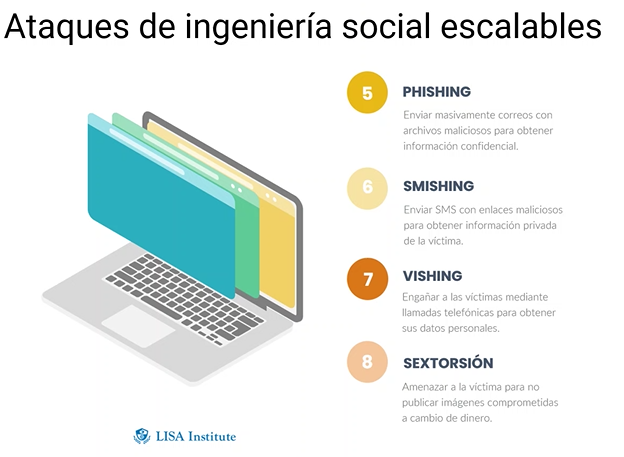 Ataques de ingeniería social escalables
5
PHISHING
Enviar masivamente correos con
archivos maliciosos para obtener
información confidencial.
6
SMISHING
Enviar SMS con enlaces maliciosos
para obtener información privada
de la víctima.
7
VISHING
Engañar a las víctimas mediante
llamadas telefónicas para obtener
sus datos personales.
8
SEXTORSIÓN
Amenazar a la víctima para no
publicar imágenes comprometidas
a cambio de dinero.
LISA Institute